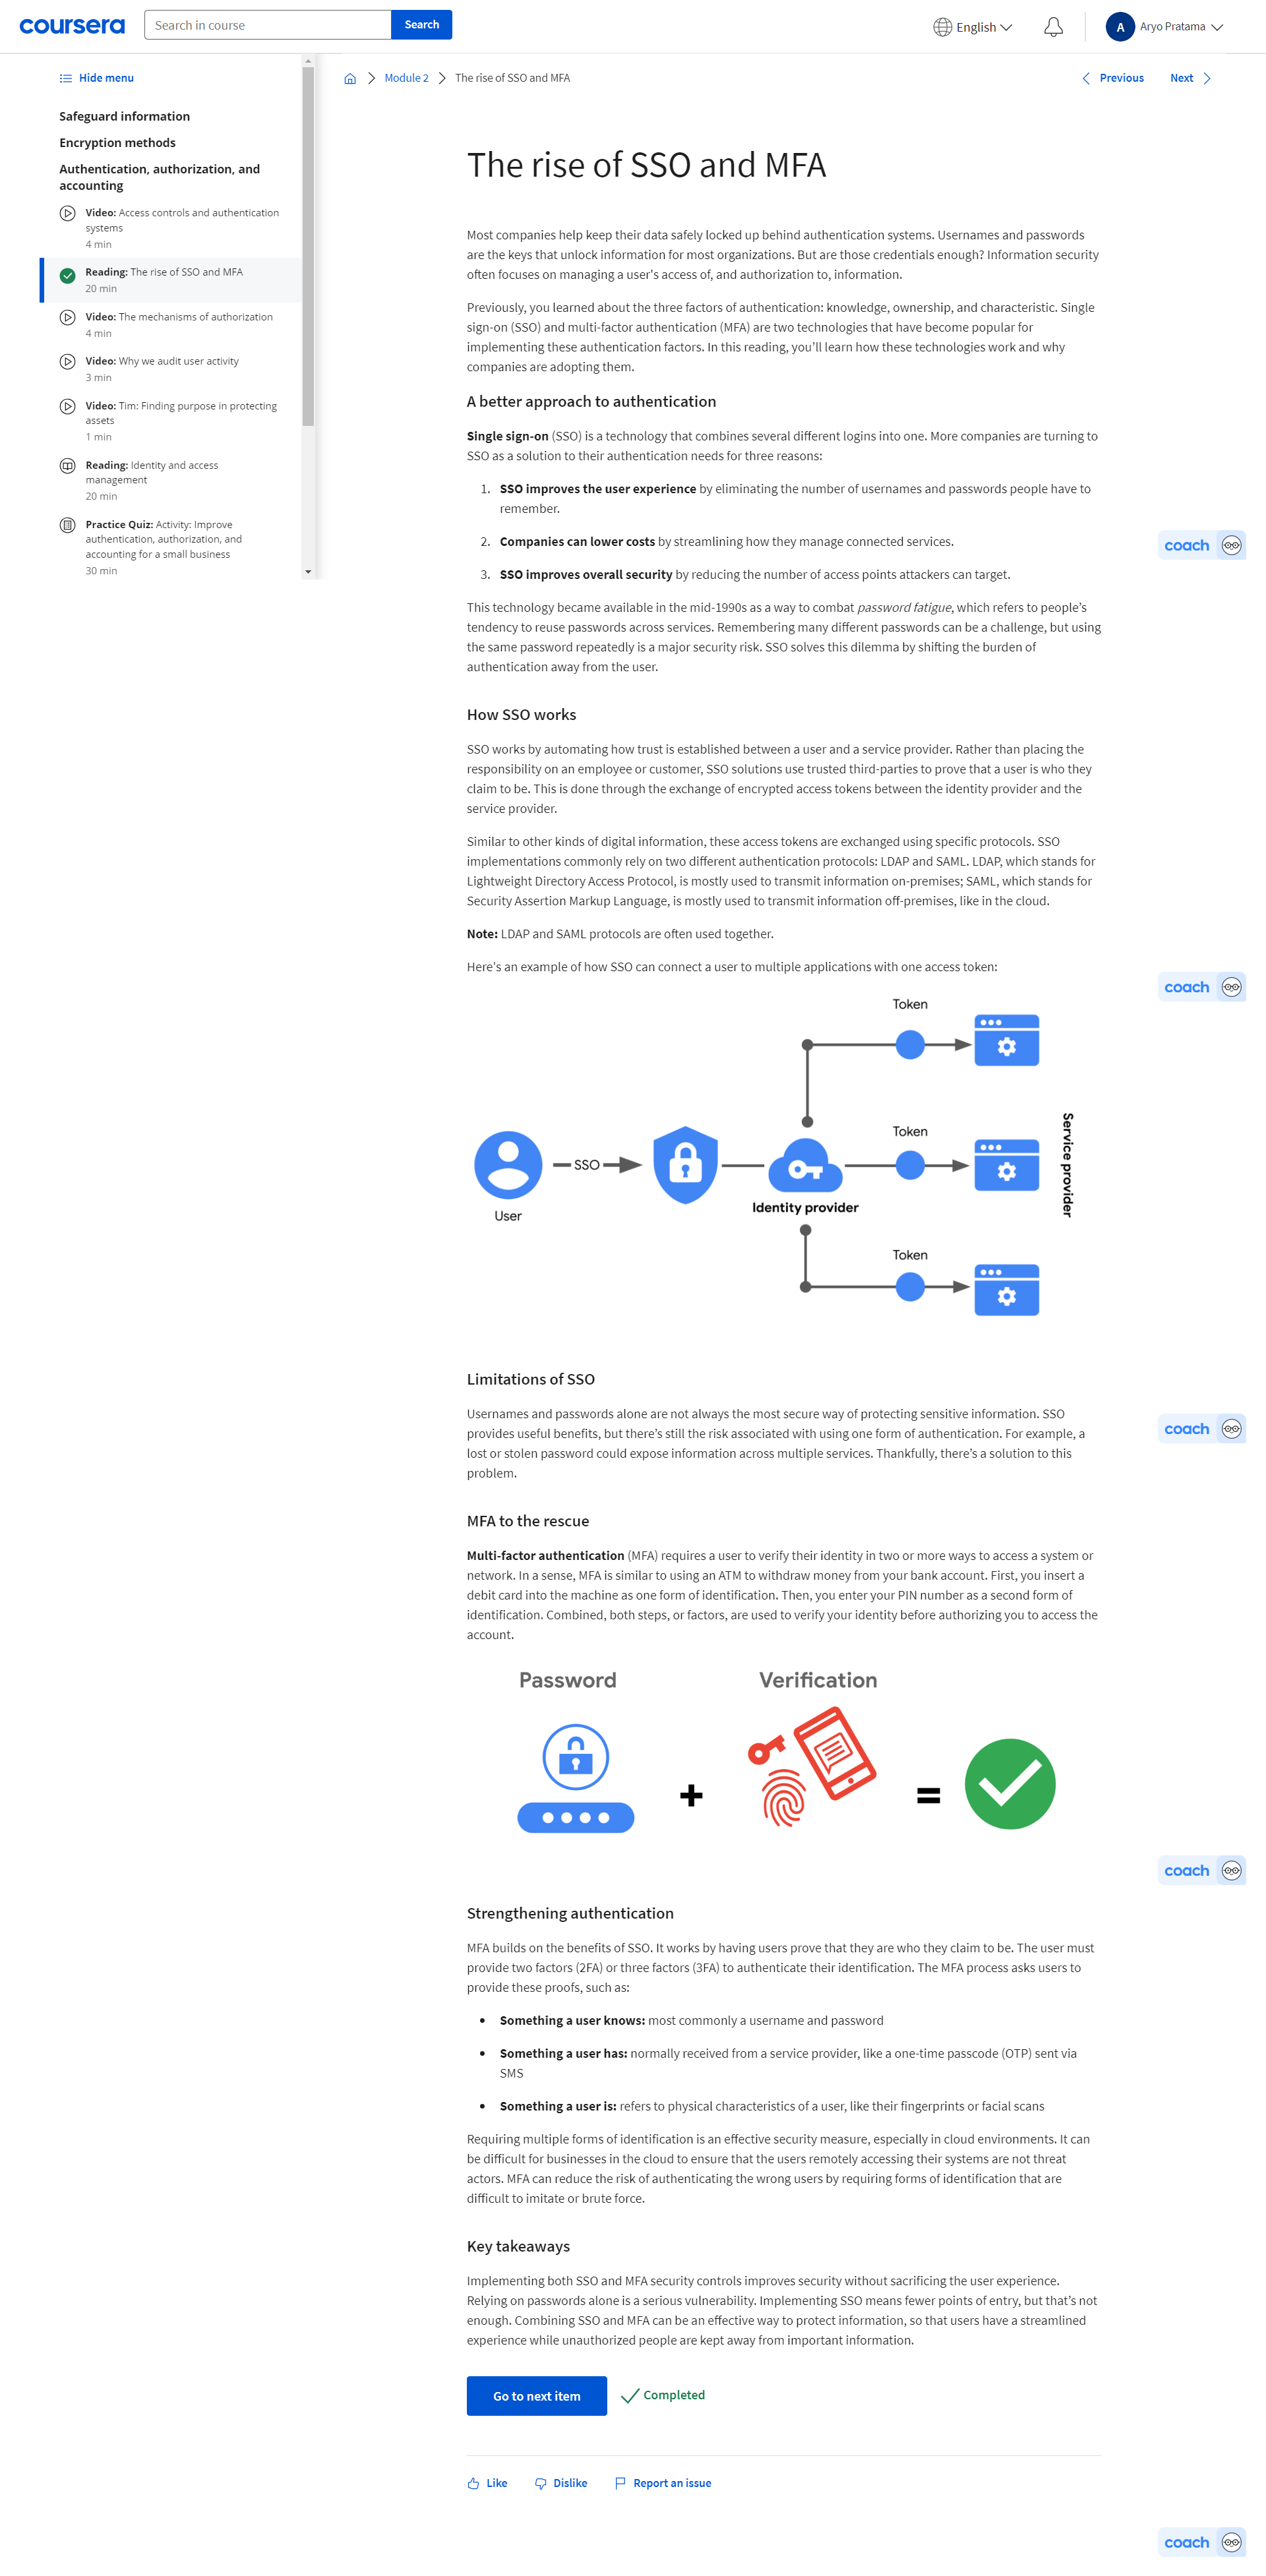 coursera
Search in course
Search
English
A
Aryo Pratama
Hide menu
Safeguard information
Encryption methods
Authentication, authorization, and
accounting
Video: Access controls and authentication
systems
4 min
Reading: The rise of SSO and MFA
20 min
Video: The mechanisms of authorization
4 min
Video: Why we audit user activity
3 min
Video: Tim: Finding purpose in protecting
assets
1 min
Reading: Identity and access
management
20 min
Practice Quiz: Activity: Improve
authentication, authorization, and
accounting for a small business
30 min
Module 2
The rise of SSO and MFA
Previous
Next
The rise of SSO and MFA
Most companies help keep their data safely locked up behind authentication systems. Usernames and passwords
are the keys that unlock information for most organizations. But are those credentials enough? Information security
often focuses on managing a user's access of, and authorization to, information.
Previously, you learned about the three factors of authentication: knowledge, ownership, and characteristic. Single
sign-on (SSO) and multi-factor authentication (MFA) are two technologies that have become popular for
implementing these authentication factors. In this reading, you’ll learn how these technologies work and why
companies are adopting them.
A better approach to authentication
Single sign-on (SSO) is a technology that combines several different logins into one. More companies are turning to
SSO as a solution to their authentication needs for three reasons:
1. SSO improves the user experience by eliminating the number of usernames and passwords people have to
remember.
2. Companies can lower costs by streamlining how they manage connected services.
coach
3. SSO improves overall security by reducing the number of access points attackers can target.
This technology became available in the mid-1990s as a way to combat password fatigue, which refers to people’s
tendency to reuse passwords across services. Remembering many different passwords can be a challenge, but using
the same password repeatedly is a major security risk. SSO solves this dilemma by shifting the burden of
authentication away from the user.
How SSO works
SSO works by automating how trust is established between a user and a service provider. Rather than placing the
responsibility on an employee or customer, SSO solutions use trusted third-parties to prove that a user is who they
claim to be. This is done through the exchange of encrypted access tokens between the identity provider and the
service provider.
Similar to other kinds of digital information, these access tokens are exchanged using specific protocols. SSO
implementations commonly rely on two different authentication protocols: LDAP and SAML. LDAP, which stands for
Lightweight Directory Access Protocol, is mostly used to transmit information on-premises; SAML, which stands for
Security Assertion Markup Language, is mostly used to transmit information off-premises, like in the cloud.
Note: LDAP and SAML protocols are often used together.
Here's an example of how SSO can connect a user to multiple applications with one access token:
coach
Token
Token
SSO
User
Identity provider
Service provider
Token
Limitations of SSO
Usernames and passwords alone are not always the most secure way of protecting sensitive information. SSO
provides useful benefits, but there’s still the risk associated with using one form of authentication. For example, a
lost or stolen password could expose information across multiple services. Thankfully, there’s a solution to this
problem.
coach
MFA to the rescue
Multi-factor authentication (MFA) requires a user to verify their identity in two or more ways to access a system or
network. In a sense, MFA is similar to using an ATM to withdraw money from your bank account. First, you insert a
debit card into the machine as one form of identification. Then, you enter your PIN number as a second form of
identification. Combined, both steps, or factors, are used to verify your identity before authorizing you to access the
account.
Password
Verification
+
=
coach
Strengthening authentication
MFA builds on the benefits of SSO. It works by having users prove that they are who they claim to be. The user must
provide two factors (2FA) or three factors (3FA) to authenticate their identification. The MFA process asks users to
provide these proofs, such as:
• Something a user knows: most commonly a username and password
• Something a user has: normally received from a service provider, like a one-time passcode (OTP) sent via
SMS
• Something a user is: refers to physical characteristics of a user, like their fingerprints or facial scans
Requiring multiple forms of identification is an effective security measure, especially in cloud environments. It can
be difficult for businesses in the cloud to ensure that the users remotely accessing their systems are not threat
actors. MFA can reduce the risk of authenticating the wrong users by requiring forms of identification that are
difficult to imitate or brute force.
Key takeaways
Implementing both SSO and MFA security controls improves security without sacrificing the user experience.
Relying on passwords alone is a serious vulnerability. Implementing SSO means fewer points of entry, but that’s not
enough. Combining SSO and MFA can be an effective way to protect information, so that users have a streamlined
experience while unauthorized people are kept away from important information.
Go to next item
Completed
Like
Dislike
Report an issue
coach